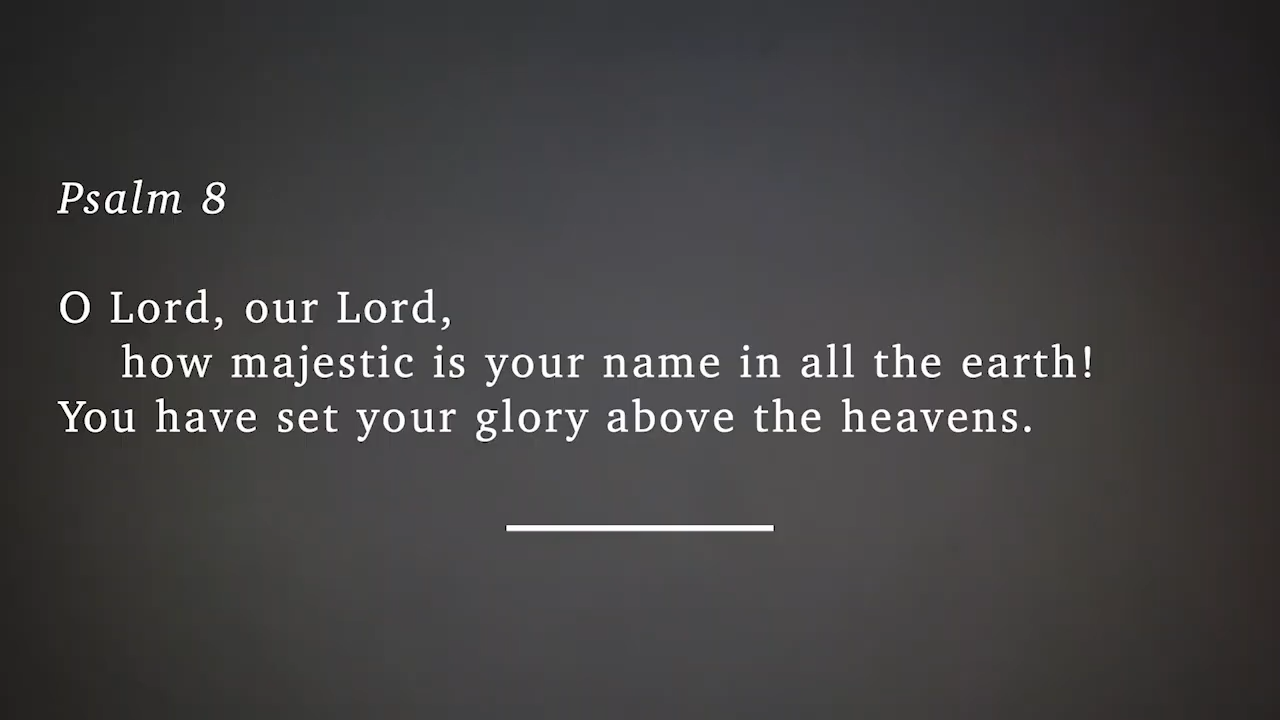 Psalm 8
O Lord, our Lord,
how majestic is your name in all the earth!
You have set your glory above the heavens.